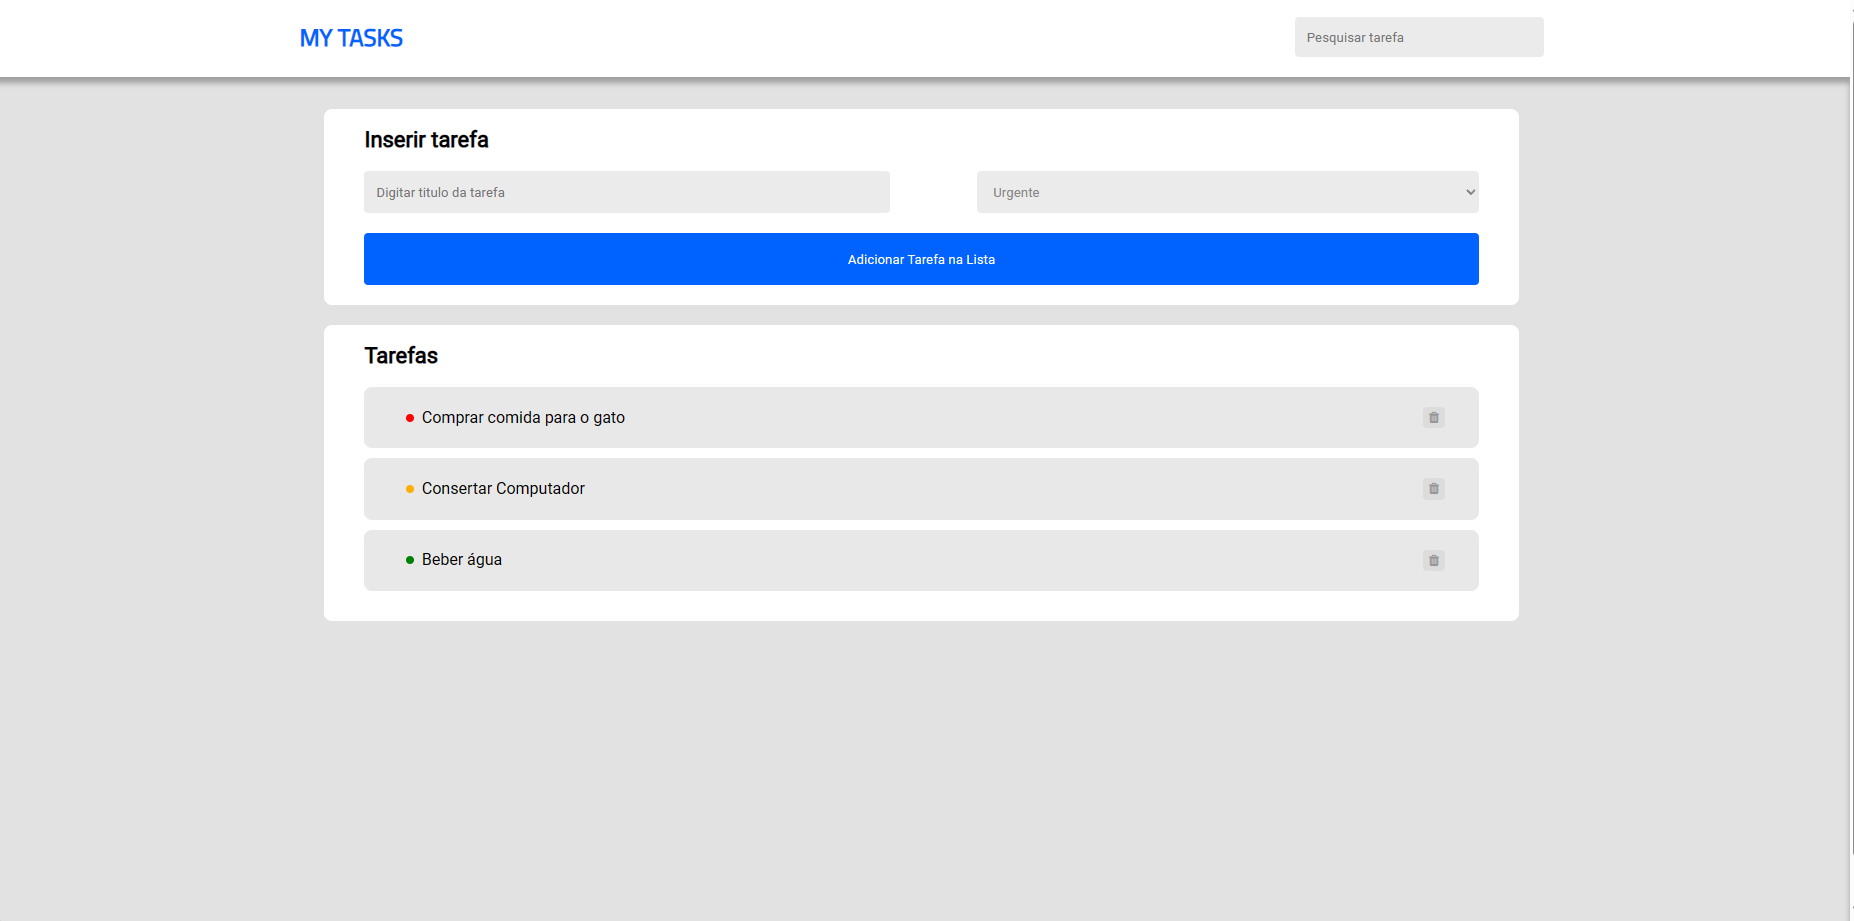 MY TASKS
Pesquisar tarefa
Inserir tarefa
Digitar titulo da tarefa
Urgente
Adicionar Tarefa na Lista
Tarefas
Comprar comida para o gato
Consertar Computador
Beber água